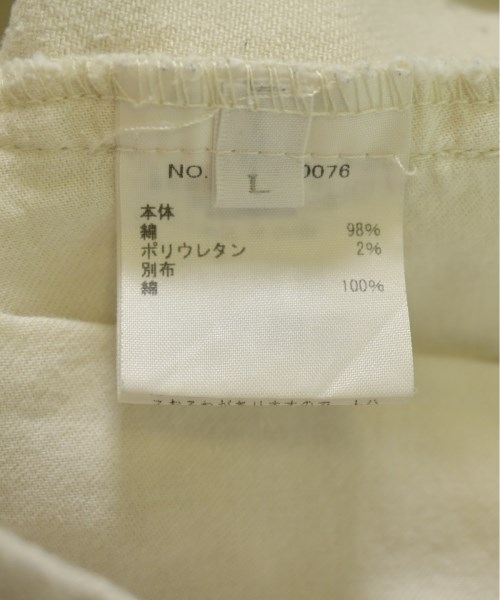 NO. 0076
L
本体
綿 98%
ポリウレタン 2%
別布
綿 100%